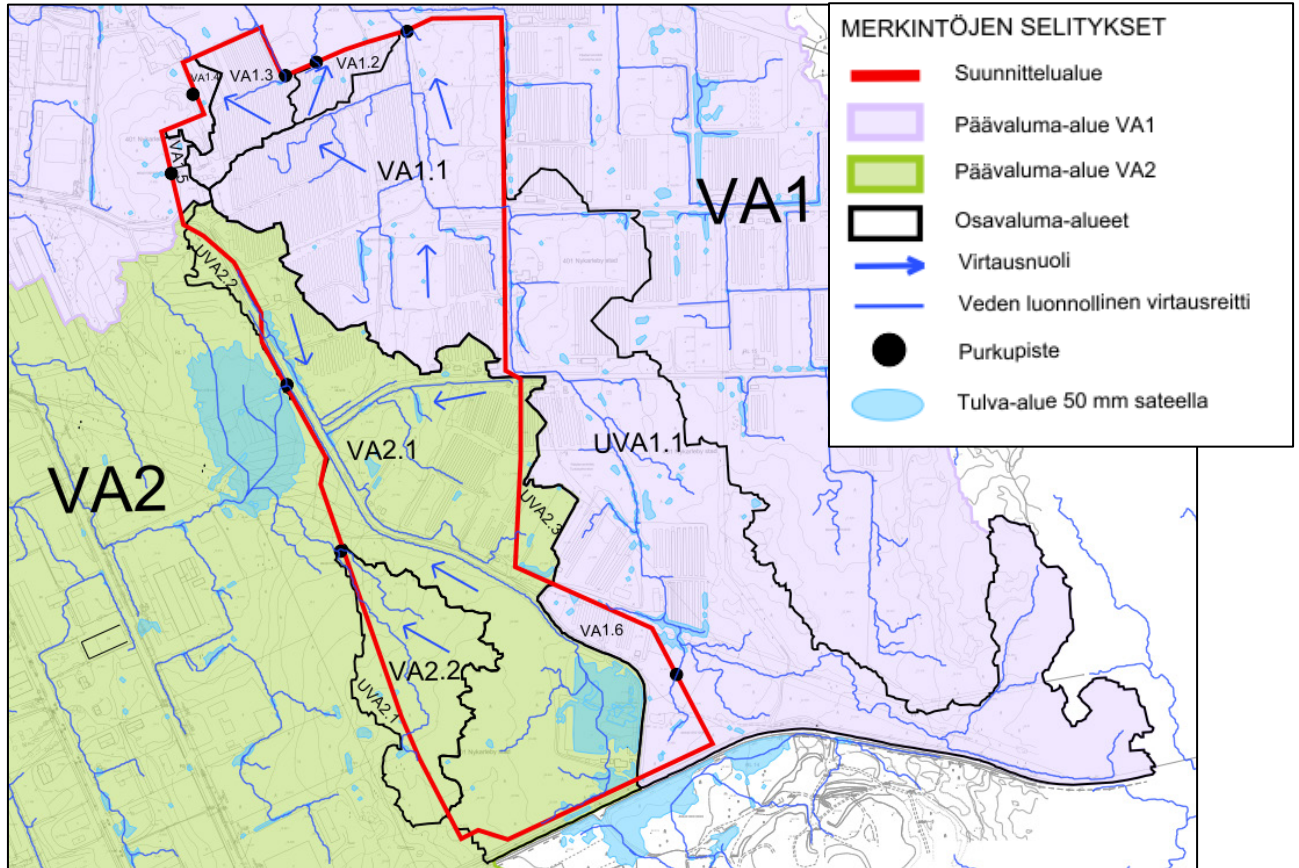 MERKINTÖJEN SELITYKSET
Suunnittelualue
Päävaluma-alue VA1
Päävaluma-alue VA2
Osavaluma-alueet
Virtausnuoli
Veden luonnollinen virtausreitti
Purkupiste
Tulva-alue 50 mm sateella
VA1.4
VA1.3
VA1.2
VA1.5
VA1.1
VA1
UVA2.2
VA2.1
UVA1.1
VA2
UVA2.3
VA1.6
VA2.2
UVA2.1